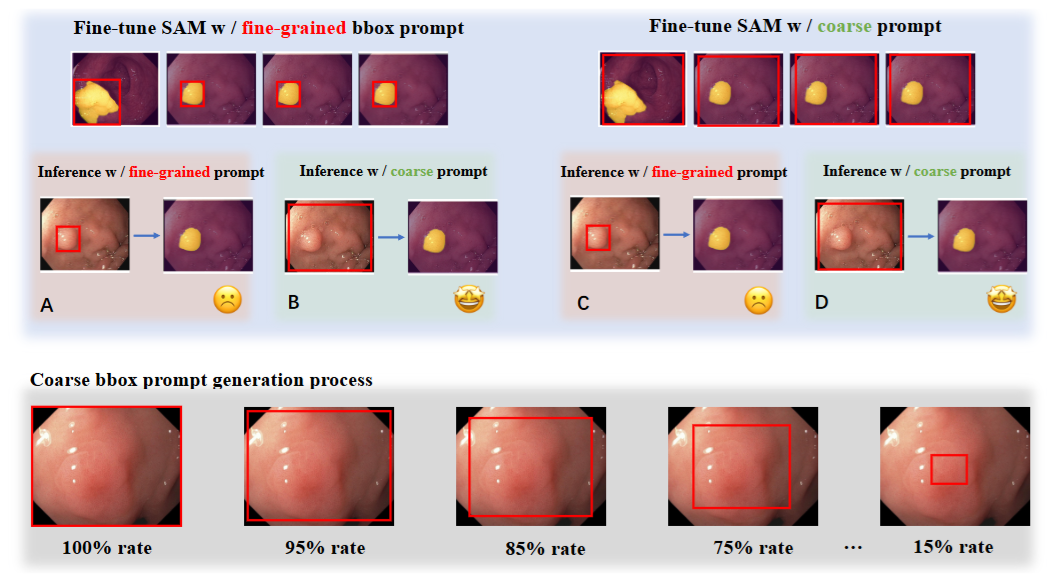 Fine-tune SAM w / fine-grained bbox prompt
Fine-tune SAM w / coarse prompt
Inference w / fine-grained prompt
Inference w / coarse prompt
Inference w / fine-grained prompt
Inference w / coarse prompt
A
B
C
D
Coarse bbox prompt generation process
100% rate
95% rate
85% rate
75% rate
...
15% rate